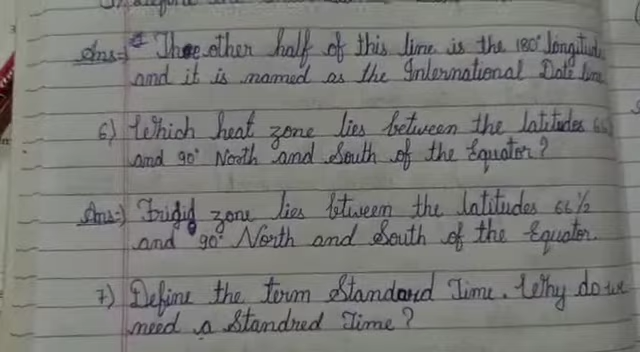 Ans:- The other half of this line is the 180° longitude
and it is named as the International Date line
6) Which heat zone lies between the latitudes 66
and 90° North and South of the Equator?
Ans:-) Frigid zone lies between the latitudes 66 1/2
and 90° North and South of the Equator.
7) Define the term Standard Time. Why do we
need a Standred Time?